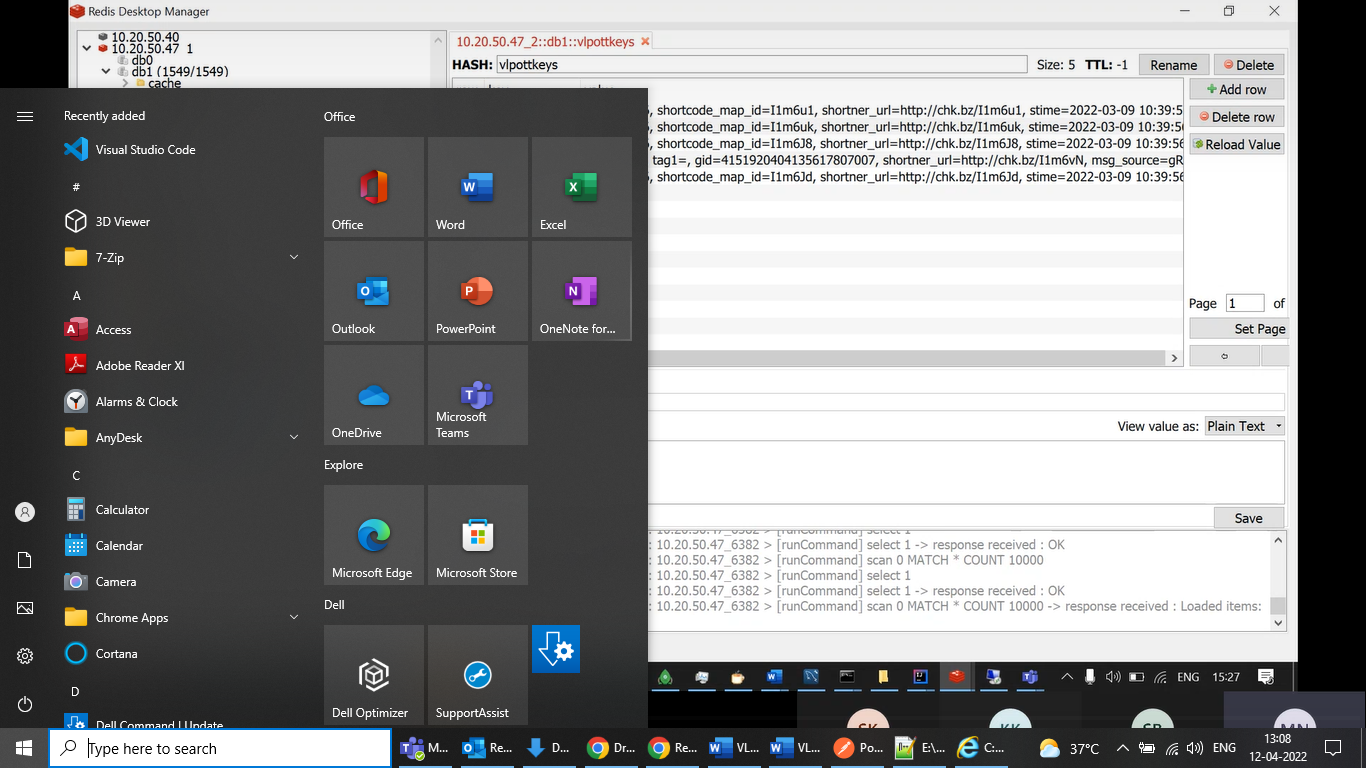 Redis Desktop Manager
10.20.50.40
10.20.50.47_1
db0
db1 (1549/1549)
cache
10.20.50.47_2::db1::vlpottkeys
HASH:
vlpottkeys
Size: 5 TTL: -1
Rename
Delete
Add row
Delete row
Reload Value
, shortcode_map_id=I1m6u1, shortner_url=http://chk.bz/I1m6u1, stime=2022-03-09 10:39:5
, shortcode_map_id=I1m6uk, shortner_url=http://chk.bz/I1m6uk, stime=2022-03-09 10:39:56
, shortcode_map_id=I1m6J8, shortner_url=http://chk.bz/I1m6J8, stime=2022-03-09 10:39:56
tag1=, gid=4151920404135617807007, shortner_url=http://chk.bz/I1m6vN, msg_source=gR
, shortcode_map_id=I1m6Jd, shortner_url=http://chk.bz/I1m6Jd, stime=2022-03-09 10:39:56
Page 1 of
Set Page
View value as: Plain Text
Save
: 10.20.50.47_6382 > [runCommand] select 1
: 10.20.50.47_6382 > [runCommand] select 1 -> response received : OK
: 10.20.50.47_6382 > [runCommand] scan 0 MATCH * COUNT 10000
: 10.20.50.47_6382 > [runCommand] select 1
: 10.20.50.47_6382 > [runCommand] select 1 -> response received : OK
: 10.20.50.47_6382 > [runCommand] scan 0 MATCH * COUNT 10000 -> response received : Loaded items:
ENG 15:27
SK
KK
MN
Recently added
Visual Studio Code
#
3D Viewer
7-Zip
A
Access
Adobe Reader XI
Alarms & Clock
AnyDesk
C
Calculator
Calendar
Camera
Chrome Apps
Cortana
D
Dell Command | Update
Office
Office
Word
Excel
Outlook
PowerPoint
OneNote for...
OneDrive
Microsoft
Teams
Explore
Microsoft Edge
Microsoft Store
Dell
Dell Optimizer
SupportAssist
Type here to search
M...
Re...
D...
Dr...
Re...
VL...
VL...
Po...
E:\...
C:...
37°C
ENG
13:08
12-04-2022